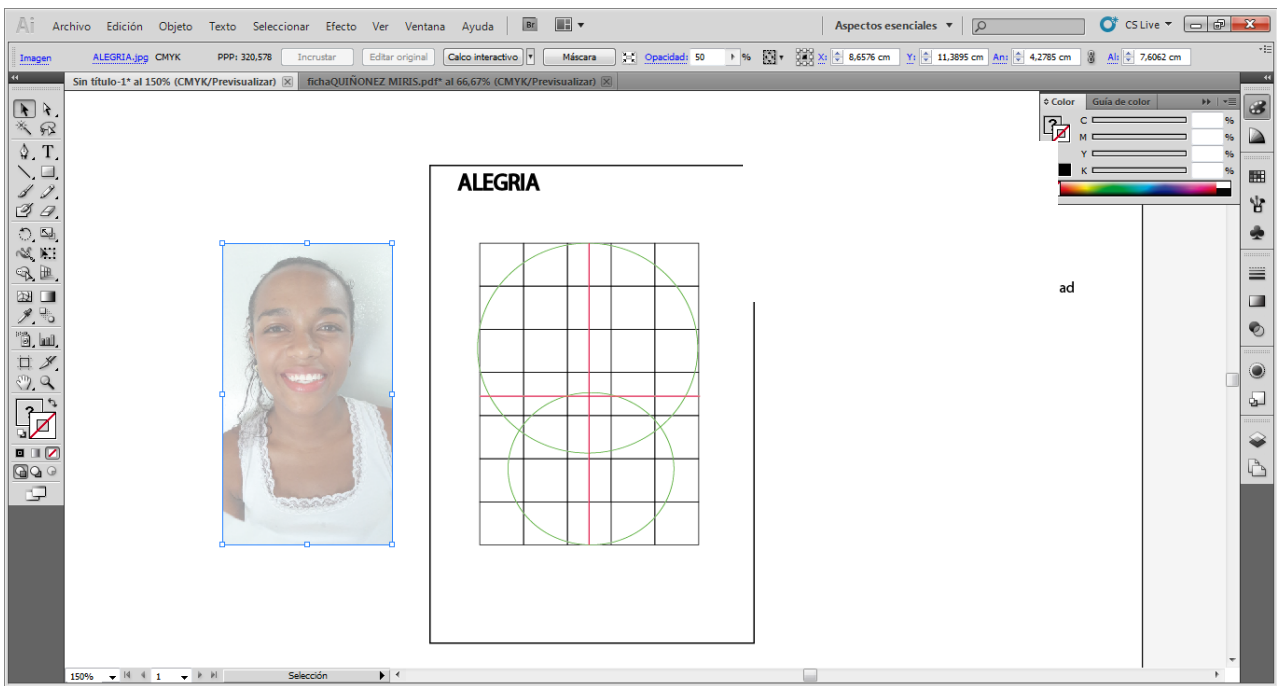 Ai Archivo Edición Objeto Texto Seleccionar Efecto Ver Ventana Ayuda Br Aspectos esenciales CS Live
Imagen ALEGRIA.jpg CMYK PPP: 320,578 Incrustar Editar original Calco interactivo Máscara Opacidad: 50 % X: 8,6576 cm Y: 11,3895 cm An: 4,2785 cm Al: 7,6062 cm
Sin título-1* al 150% (CMYK/Previsualizar) fichaQUIÑONEZ MIRIS.pdf* al 66,67% (CMYK/Previsualizar)
Color Guía de color
C %
M %
Y %
K %
ALEGRIA
ad
150% 1 Selección